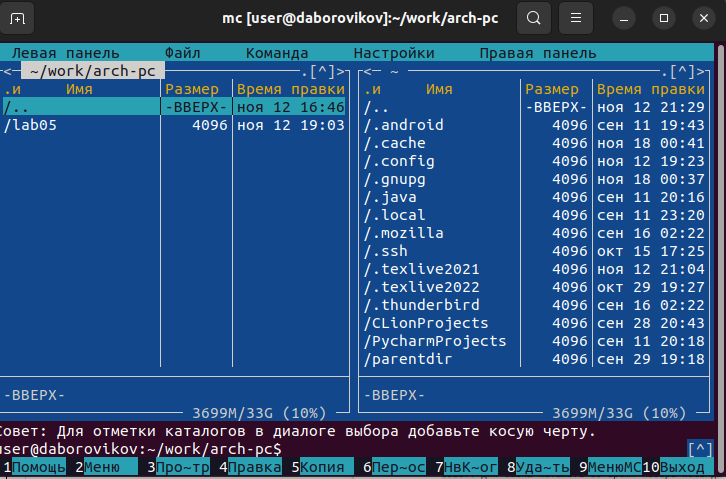 mc [user@daborovikov]:~/work/arch-pc
Левая панель Файл Команда Настройки Правая панель
<— ~/work/arch-pc .[^]> <— ~ .[^]>
.и Имя Размер Время правки .и Имя Размер Время правки
/.. -ВВЕРХ- ноя 12 16:46 /.. -ВВЕРХ- ноя 12 21:29
/lab05 4096 ноя 12 19:03 /.android 4096 сен 11 19:43
/.cache 4096 ноя 18 00:41
/.config 4096 ноя 12 19:23
/.gnupg 4096 ноя 18 00:37
/.java 4096 сен 11 20:16
/.local 4096 сен 11 23:20
/.mozilla 4096 сен 16 02:22
/.ssh 4096 окт 15 17:25
/.texlive2021 4096 ноя 12 21:04
/.texlive2022 4096 окт 29 19:27
/.thunderbird 4096 сен 16 02:22
/CLionProjects 4096 сен 28 20:43
/PycharmProjects 4096 сен 11 20:18
/parentdir 4096 сен 29 19:18
-ВВЕРХ- -ВВЕРХ-
3699M/33G (10%) 3699M/33G (10%)
Совет: Для отметки каталогов в диалоге выбора добавьте косую черту.
user@daborovikov:~/work/arch-pc$ [^]
1Помощь 2Меню 3Про~тр 4Правка 5Копия 6Пер~ос 7НвК~ог 8Уда~ть 9МенюMC 10Выход